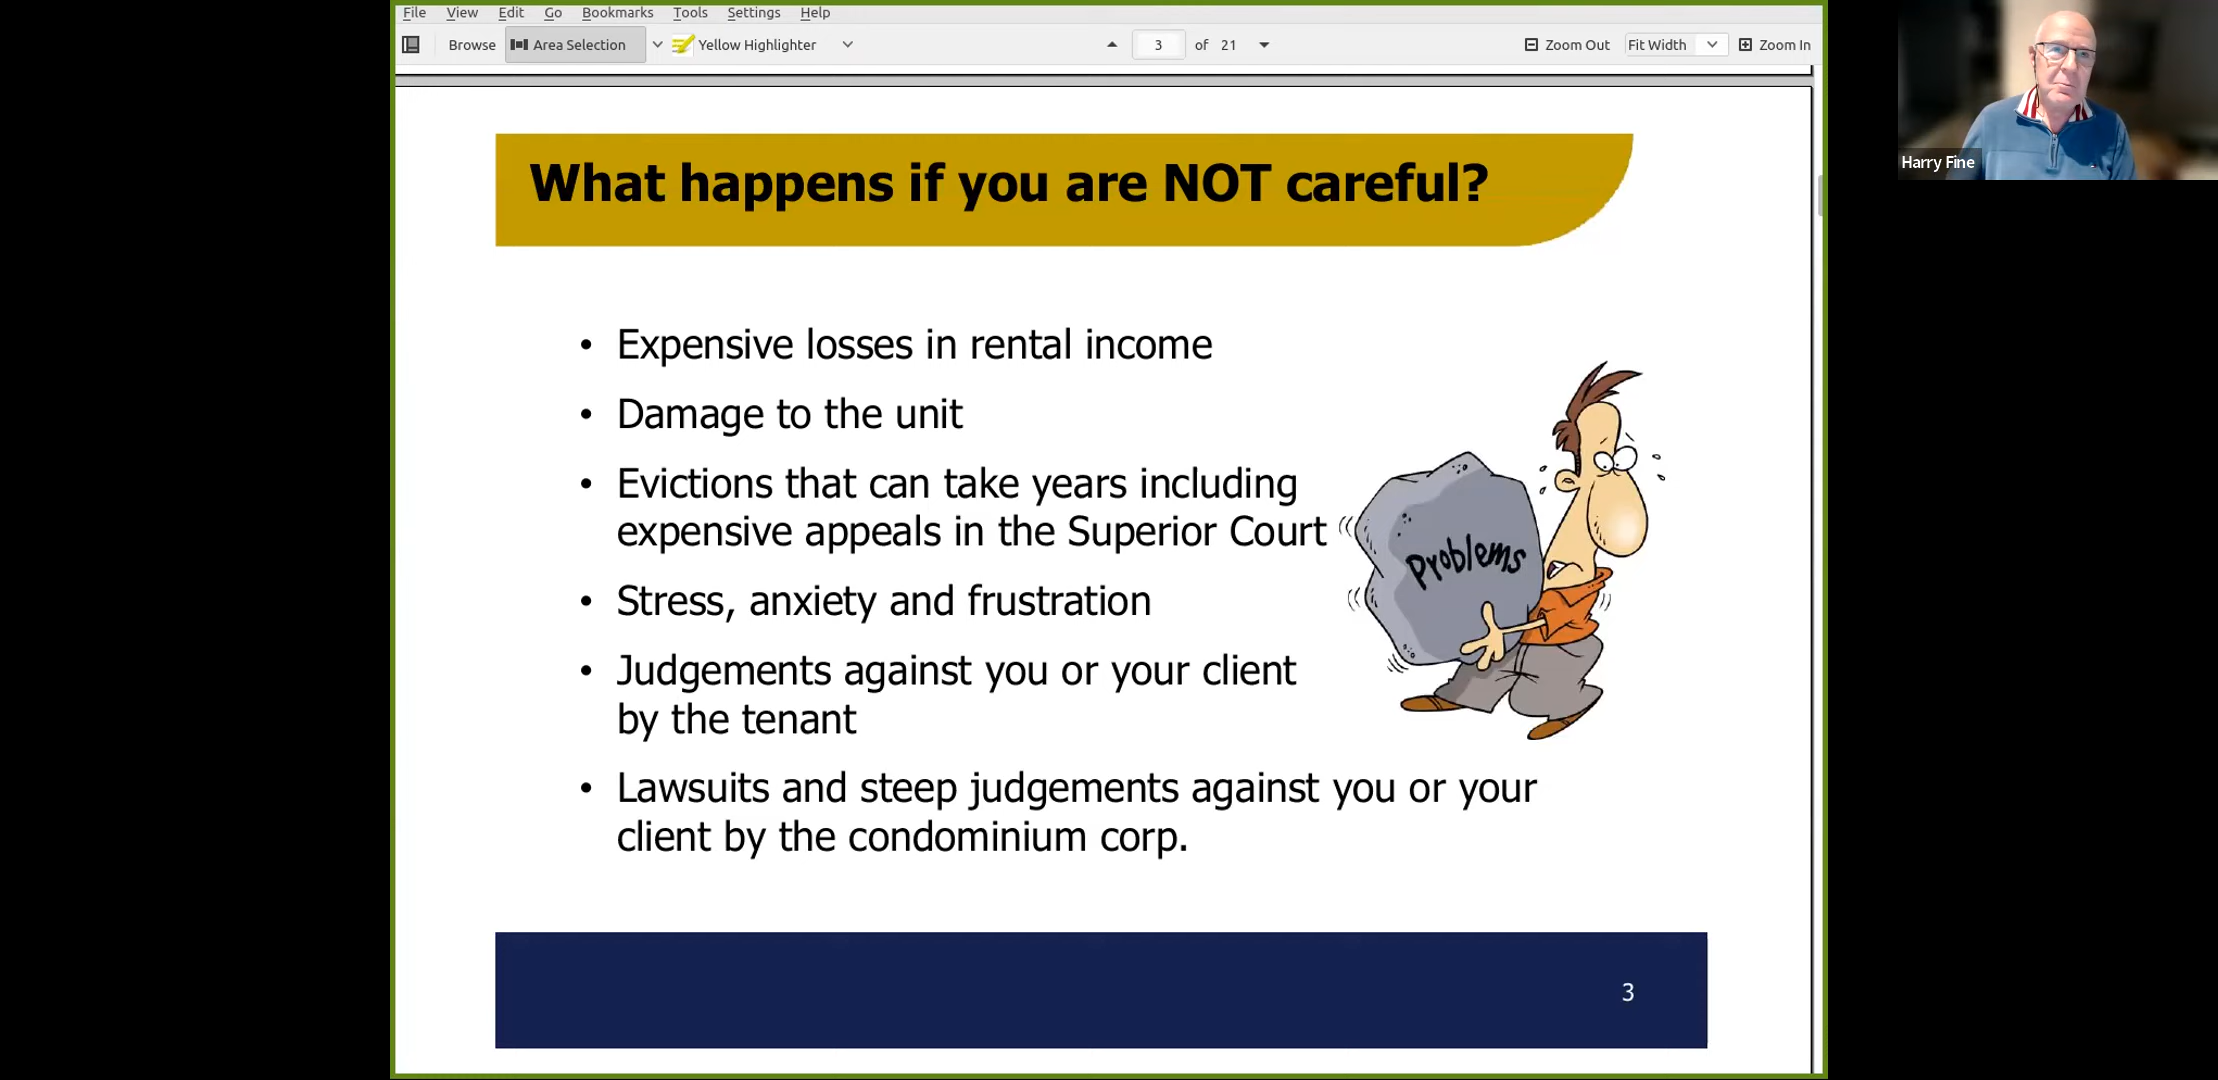 File View Edit Go Bookmarks Tools Settings Help
Browse Area Selection Yellow Highlighter 3 of 21 Zoom Out Fit Width Zoom In
Harry Fine
What happens if you are NOT careful?
• Expensive losses in rental income
• Damage to the unit
• Evictions that can take years including
expensive appeals in the Superior Court
• Stress, anxiety and frustration
• Judgements against you or your client
by the tenant
• Lawsuits and steep judgements against you or your
client by the condominium corp.
Problems
3